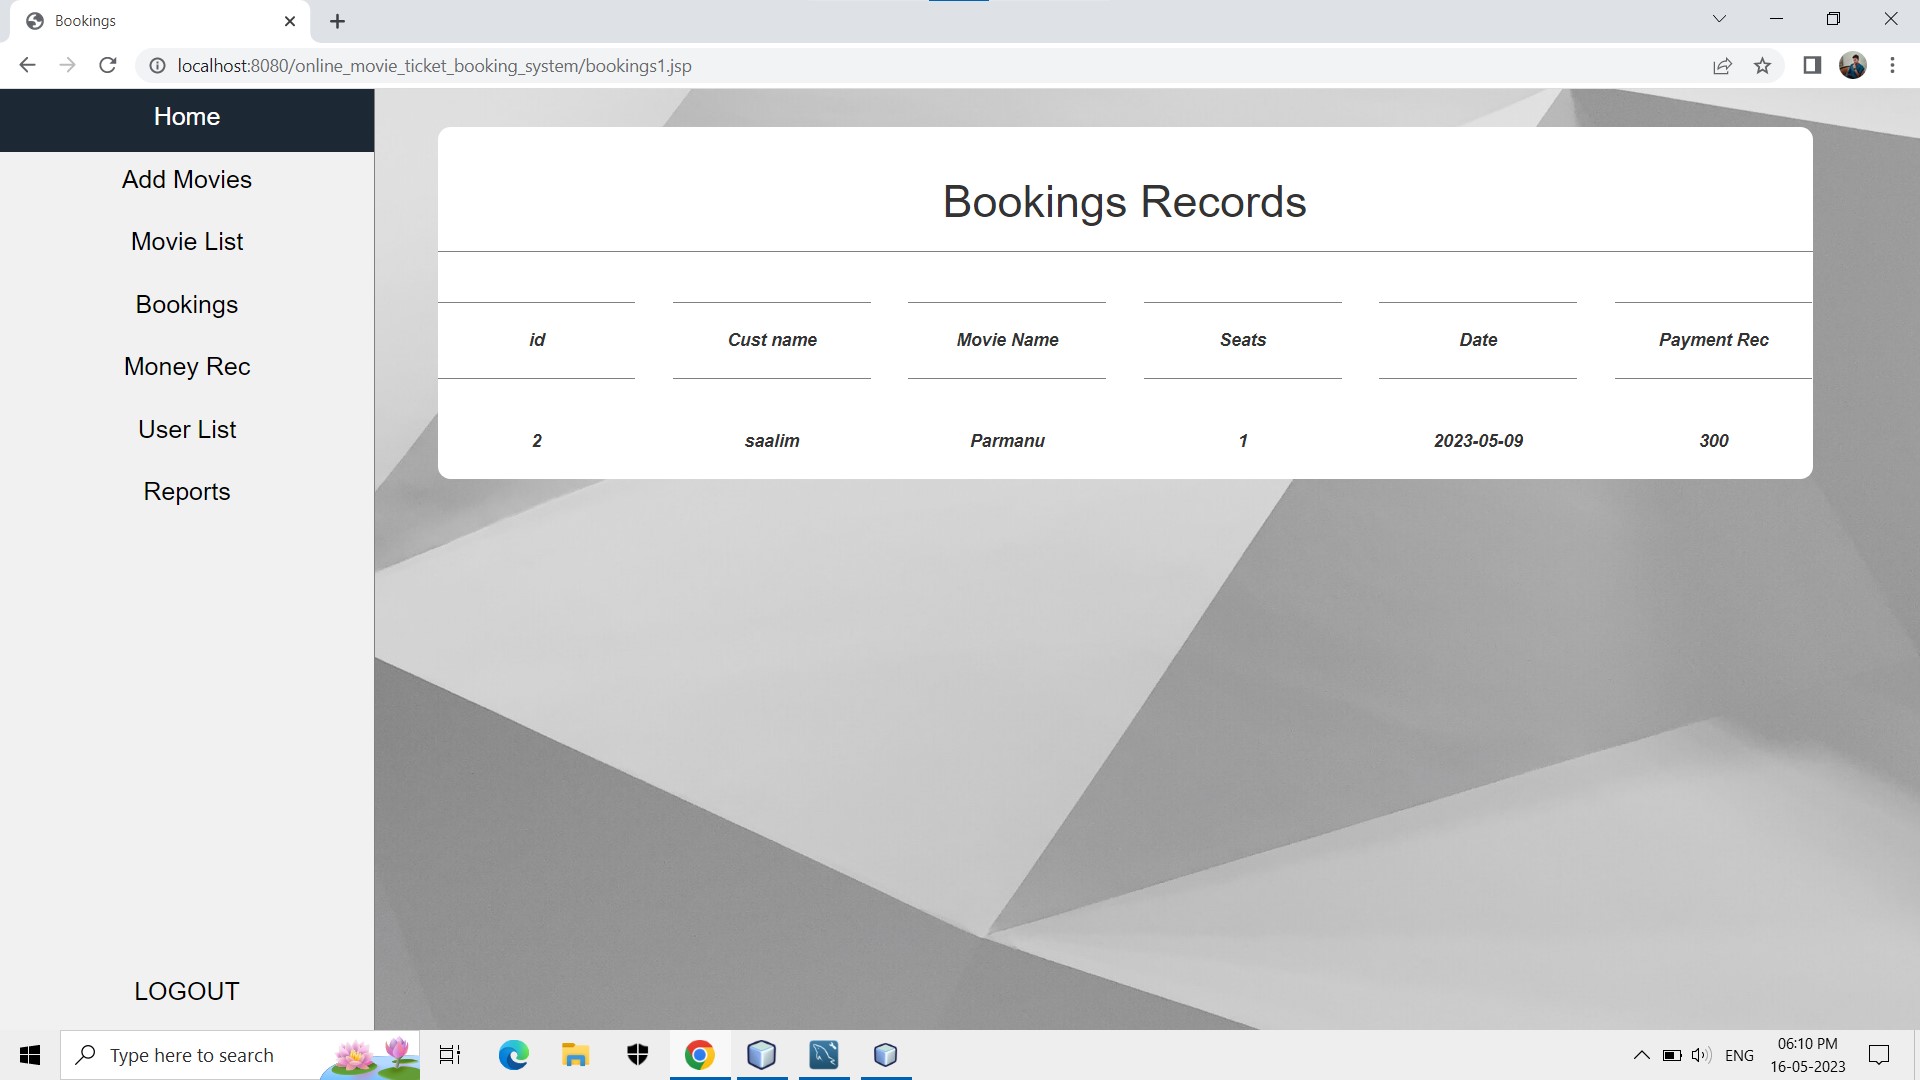 Bookings
localhost:8080/online_movie_ticket_booking_system/bookings1.jsp
Home
Add Movies
Movie List
Bookings
Money Rec
User List
Reports
LOGOUT
Bookings Records
id Cust name Movie Name Seats Date Payment Rec
2 saalim Parmanu 1 2023-05-09 300
Type here to search
ENG
06:10 PM
16-05-2023